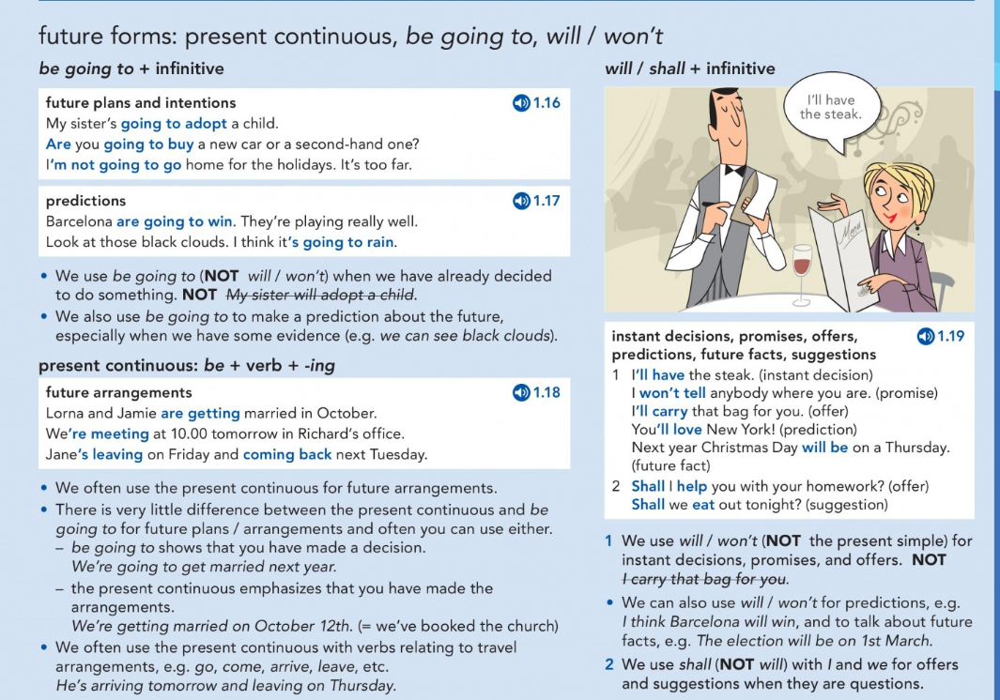 future forms: present continuous, be going to, will / won't
be going to + infinitive
future plans and intentions 1.16
My sister's going to adopt a child.
Are you going to buy a new car or a second-hand one?
I'm not going to go home for the holidays. It's too far.
predictions 1.17
Barcelona are going to win. They're playing really well.
Look at those black clouds. I think it's going to rain.
• We use be going to (NOT will / won't) when we have already decided
to do something. NOT My sister will adopt a child.
• We also use be going to to make a prediction about the future,
especially when we have some evidence (e.g. we can see black clouds).
present continuous: be + verb + -ing
future arrangements 1.18
Lorna and Jamie are getting married in October.
We're meeting at 10.00 tomorrow in Richard's office.
Jane's leaving on Friday and coming back next Tuesday.
• We often use the present continuous for future arrangements.
• There is very little difference between the present continuous and be
going to for future plans / arrangements and often you can use either.
– be going to shows that you have made a decision.
We're going to get married next year.
– the present continuous emphasizes that you have made the
arrangements.
We're getting married on October 12th. (= we've booked the church)
• We often use the present continuous with verbs relating to travel
arrangements, e.g. go, come, arrive, leave, etc.
He's arriving tomorrow and leaving on Thursday.
will / shall + infinitive
I'll have
the steak.
Menu
instant decisions, promises, offers, 1.19
predictions, future facts, suggestions
1 I'll have the steak. (instant decision)
I won't tell anybody where you are. (promise)
I'll carry that bag for you. (offer)
You'll love New York! (prediction)
Next year Christmas Day will be on a Thursday.
(future fact)
2 Shall I help you with your homework? (offer)
Shall we eat out tonight? (suggestion)
1 We use will / won't (NOT the present simple) for
instant decisions, promises, and offers. NOT
I carry that bag for you.
• We can also use will / won't for predictions, e.g.
I think Barcelona will win, and to talk about future
facts, e.g. The election will be on 1st March.
2 We use shall (NOT will) with I and we for offers
and suggestions when they are questions.